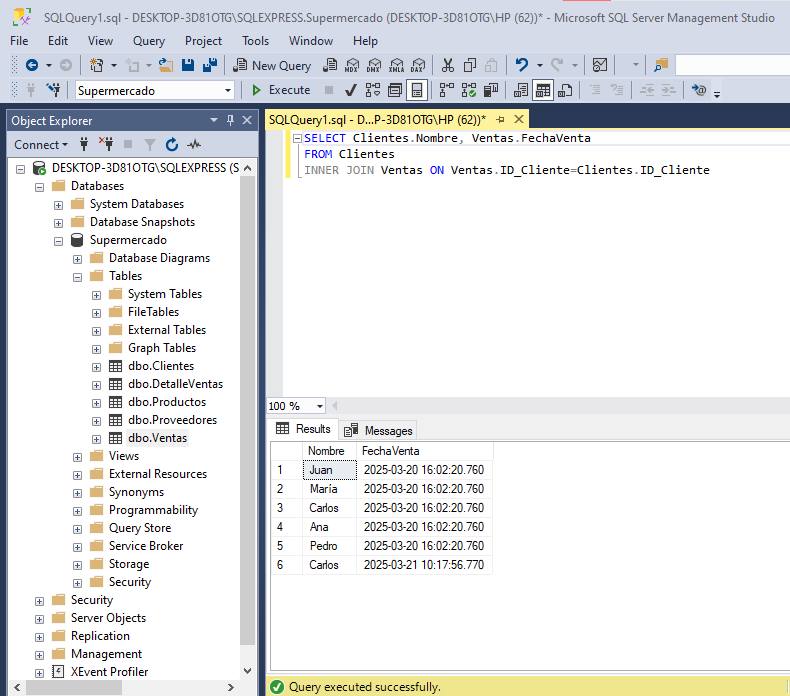 SQLQuery1.sql - DESKTOP-3D81OTG\SQLEXPRESS.Supermercado (DESKTOP-3D81OTG\HP (62))* - Microsoft SQL Server Management Studio
File Edit View Query Project Tools Window Help
New Query MDX DMX XMLA DAX
Supermercado Execute
Object Explorer
Connect
DESKTOP-3D81OTG\SQLEXPRESS (S
Databases
System Databases
Database Snapshots
Supermercado
Database Diagrams
Tables
System Tables
FileTables
External Tables
Graph Tables
dbo.Clientes
dbo.DetalleVentas
dbo.Productos
dbo.Proveedores
dbo.Ventas
Views
External Resources
Synonyms
Programmability
Query Store
Service Broker
Storage
Security
Security
Server Objects
Replication
Management
XEvent Profiler
SQLQuery1.sql - D...P-3D81OTG\HP (62))*
SELECT Clientes.Nombre, Ventas.FechaVenta
FROM Clientes
INNER JOIN Ventas ON Ventas.ID_Cliente=Clientes.ID_Cliente
100 %
Results Messages
Nombre FechaVenta
1 Juan 2025-03-20 16:02:20.760
2 María 2025-03-20 16:02:20.760
3 Carlos 2025-03-20 16:02:20.760
4 Ana 2025-03-20 16:02:20.760
5 Pedro 2025-03-20 16:02:20.760
6 Carlos 2025-03-21 10:17:56.770
Query executed successfully.